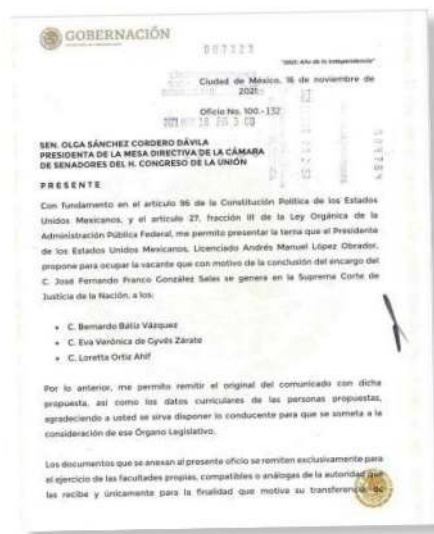 GOBERNACIÓN
"2021: Año de la Independencia"
Ciudad de México, 16 de noviembre de
2021
Oficio No. 100.-132
SEN. OLGA SÁNCHEZ CORDERO DÁVILA
PRESIDENTA DE LA MESA DIRECTIVA DE LA CÁMARA
DE SENADORES DEL H. CONGRESO DE LA UNIÓN
PRESENTE
Con fundamento en el artículo 96 de la Constitución Política de los Estados
Unidos Mexicanos, y el artículo 27, fracción III de la Ley Orgánica de la
Administración Pública Federal, me permito presentar la terna que el Presidente
de los Estados Unidos Mexicanos, Licenciado Andrés Manuel López Obrador,
propone para ocupar la vacante que con motivo de la conclusión del encargo del
C. José Fernando Franco González Salas se genera en la Suprema Corte de
Justicia de la Nación, a los:
• C. Bernardo Bátiz Vázquez
• C. Eva Verónica de Gyvés Zárate
• C. Loretta Ortiz Ahlf
Por lo anterior, me permito remitir el original del comunicado con dicha
propuesta, así como los datos curriculares de las personas propuestas,
agradeciendo a usted se sirva disponer lo conducente para que se someta a la
consideración de ese Órgano Legislativo.
Los documentos que se anexan al presente oficio se remiten exclusivamente para
el ejercicio de las facultades propias, compatibles o análogas de la autoridad que
las recibe y únicamente para la finalidad que motiva su transferencia, de